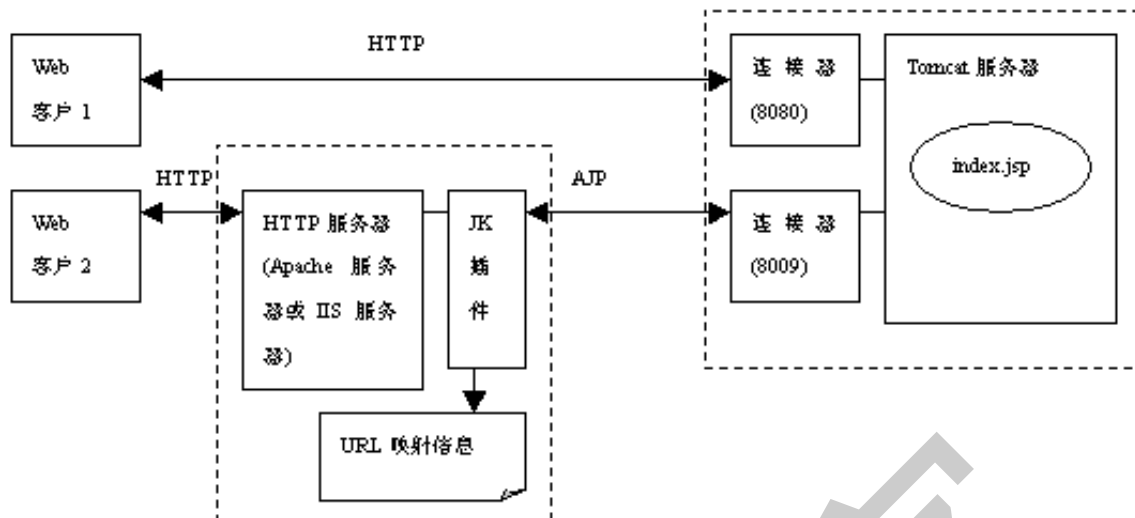 HTTP
Web
客户 1
连 接 器
(8080)
Tomcat 服务器
index.jsp
HTTP
AJP
Web
客户 2
HTTP 服务器
(Apache 服务
器或 IIS 服务
器)
JK
插
件
连 接 器
(8009)
URL 映射信息